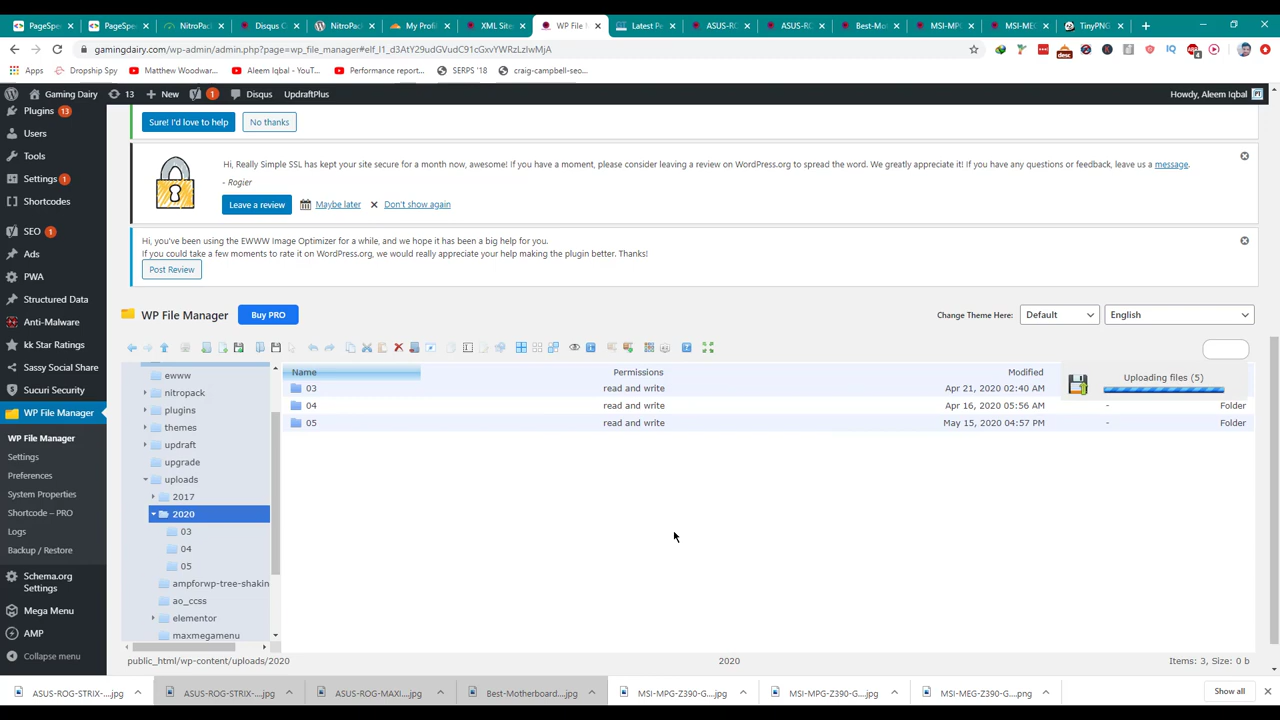 PageSpee
PageSpee
NitroPac
Disqus C
NitroPac
My Profi
XML Site
WP File M
Latest Pe
ASUS-RO
ASUS-RC
Best-Mot
MSI-MPC
MSI-MEC
TinyPNG
gamingdairy.com/wp-admin/admin.php?page=wp_file_manager#elf_l1_d3AtY29udGVudC91cGxvYWRzLzIwMjA
Apps Dropship Spy Matthew Woodwar... Aleem Iqbal - YouT... Performance report... SERPS '18 craig-campbell-seo...
Gaming Dairy 13 New 1 Disqus UpdraftPlus Howdy, Aleem Iqbal
Plugins 13
Users
Tools
Settings 1
Shortcodes
SEO 1
Ads
PWA
Structured Data
Anti-Malware
kk Star Ratings
Sassy Social Share
Sucuri Security
WP File Manager
WP File Manager
Settings
Preferences
System Properties
Shortcode – PRO
Logs
Backup / Restore
Schema.org
Settings
Mega Menu
AMP
Collapse menu
Sure! I'd love to help No thanks
Hi, Really Simple SSL has kept your site secure for a month now, awesome! If you have a moment, please consider leaving a review on WordPress.org to spread the word. We greatly appreciate it! If you have any questions or feedback, leave us a message.
- Rogier
Leave a review Maybe later Don't show again
Hi, you've been using the EWWW Image Optimizer for a while, and we hope it has been a big help for you.
If you could take a few moments to rate it on WordPress.org, we would really appreciate your help making the plugin better. Thanks!
Post Review
WP File Manager Buy PRO Change Theme Here: Default English
ewww
nitropack
plugins
themes
updraft
upgrade
uploads
2017
2020
03
04
05
ampforwp-tree-shakin
ao_ccss
elementor
maxmegamenu
Name Permissions Modified
03 read and write Apr 21, 2020 02:40 AM
04 read and write Apr 16, 2020 05:56 AM - Folder
05 read and write May 15, 2020 04:57 PM - Folder
Uploading files (5)
public_html/wp-content/uploads/2020 2020 Items: 3, Size: 0 b
ASUS-ROG-STRIX-....jpg ASUS-ROG-STRIX-....jpg ASUS-ROG-MAXI....jpg Best-Motherboard....jpg MSI-MPG-Z390-G....jpg MSI-MPG-Z390-G....jpg MSI-MEG-Z390-G....png Show all